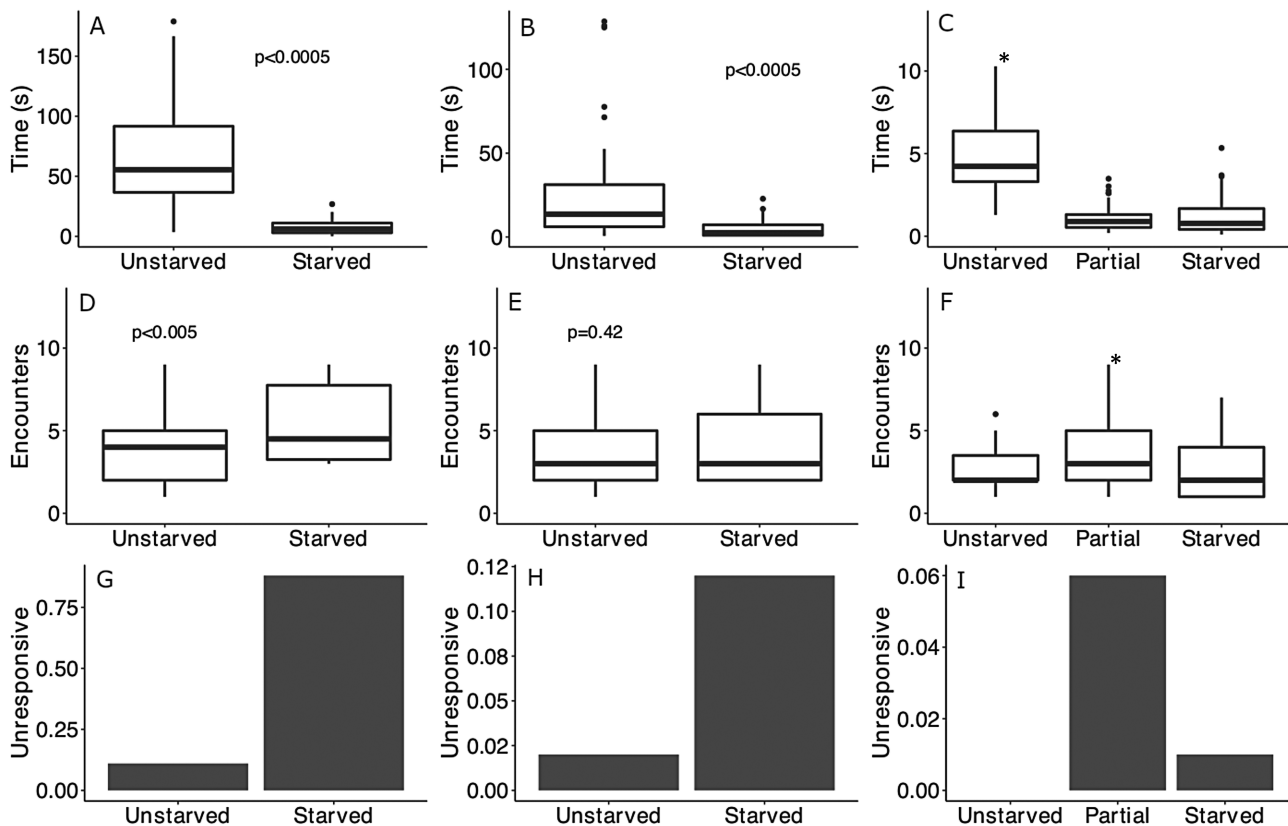 A
p<0.0005
Time (s)
150
100
50
0
Unstarved
Starved
B
p<0.0005
Time (s)
100
50
0
Unstarved
Starved
C
*
Time (s)
10
5
0
Unstarved
Partial
Starved
D
p<0.005
Encounters
10
5
0
Unstarved
Starved
E
p=0.42
Encounters
10
5
0
Unstarved
Starved
F
*
Encounters
10
5
0
Unstarved
Partial
Starved
G
Unresponsive
0.75
0.50
0.25
0.00
Unstarved
Starved
H
Unresponsive
0.12
0.10
0.08
0.05
0.02
0.00
Unstarved
Starved
I
Unresponsive
0.06
0.04
0.02
0.00
Unstarved
Partial
Starved